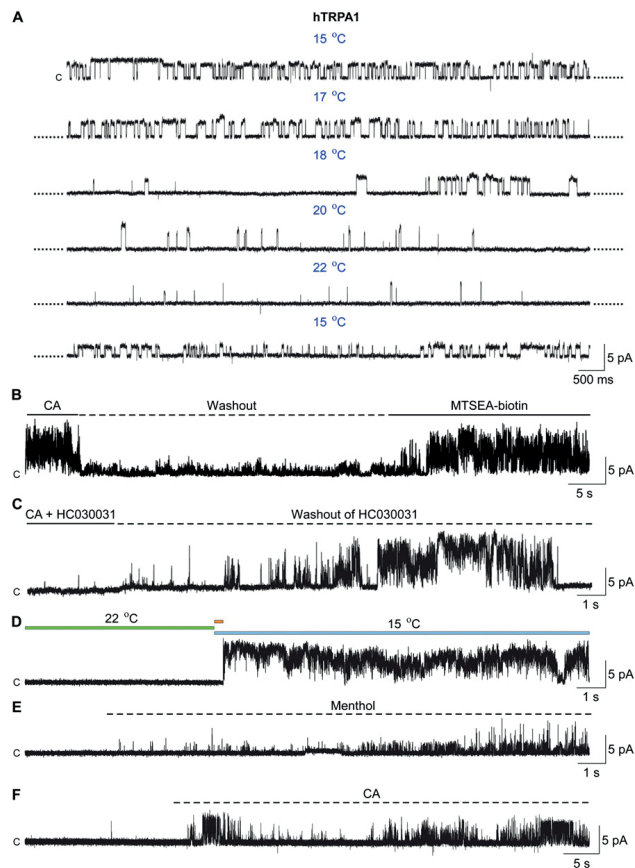 A
hTRPA1
15 °C
c
17 °C
18 °C
20 °C
22 °C
15 °C
5 pA
500 ms
B
CA Washout MTSEA-biotin
c
5 pA
5 s
C
CA + HC030031 Washout of HC030031
c
5 pA
1 s
D
22 °C 15 °C
c
5 pA
1 s
E
Menthol
c
5 pA
1 s
F
CA
c
5 pA
5 s